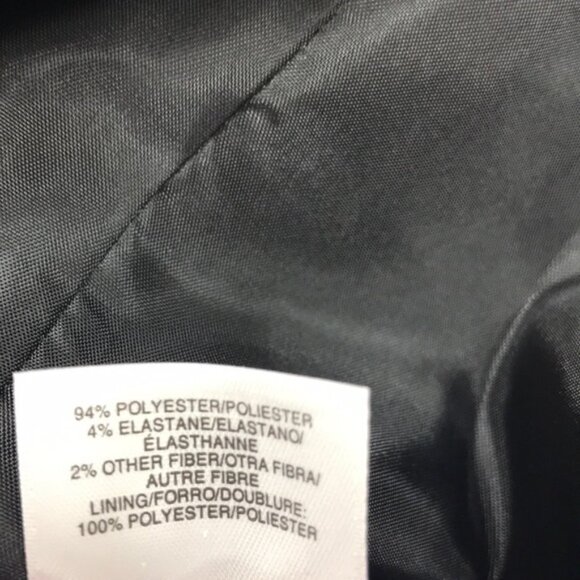 94% POLYESTER/POLIESTER
4% ELASTANE/ELASTANO/
ÉLASTHANNE
2% OTHER FIBER/OTRA FIBRA/
AUTRE FIBRE
LINING/FORRO/DOUBLURE:
100% POLYESTER/POLIESTER